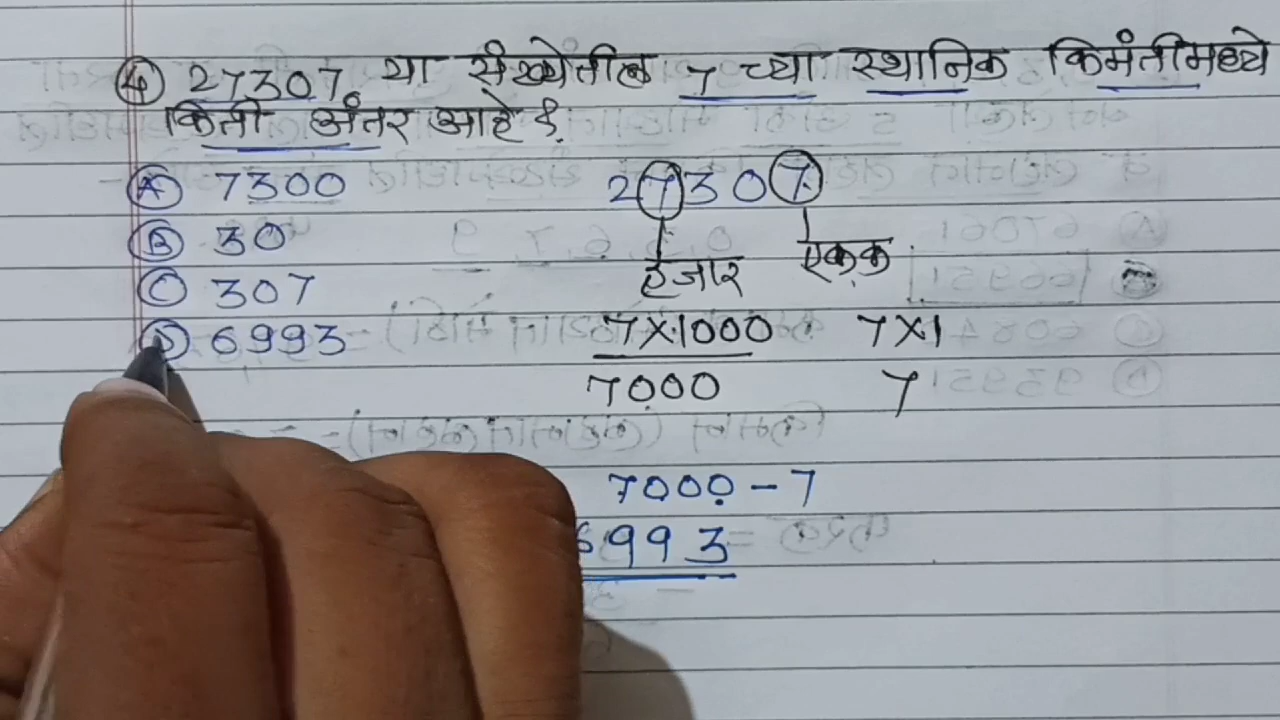 ④ 27307 या संख्येतील 7 च्या स्थानिक किमंतीमध्ये
किती अंतर आहे ?
Ⓐ 7300
Ⓑ 30
Ⓒ 307
Ⓓ 6993
27307
हजार एकक
7×1000 7×1
7000 7
7000 - 7
6993